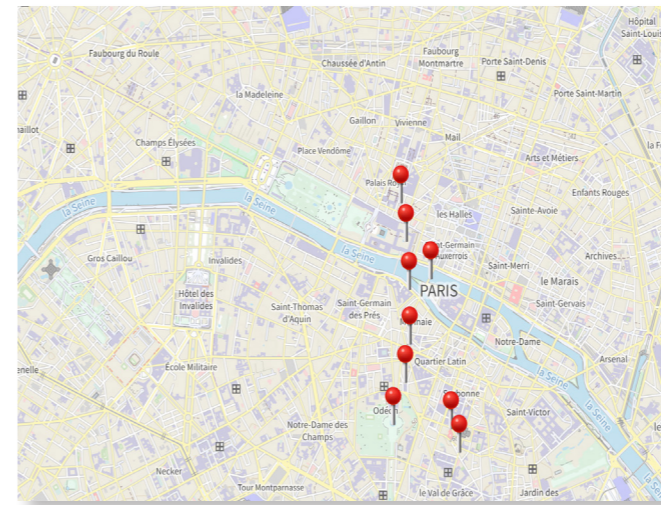 Hôpital
Saint-Louis
Faubourg du Roule
Faubourg
Montmartre
Chaussée d'Antin
Porte Saint-Denis
la Madeleine
Porte Saint-Martin
Gaillon
Vivienne
Mail
Champs Élysées
Place Vendôme
Arts et Métiers
Palais
Enfants Rouges
la Seine
la Seine
les Halles
Sainte-Avoie
la Seine
Auxerrois
Gros Caillou
Invalides
Saint-Merri
Archives
le Marais
PARIS
Hôtel des
Invalides
Saint-Thomas
d'Aquin
Saint-Germain
des Prés
Saint-Gervais
Notre-Dame
Quartier Latin
Arsenal
École Militaire
la Seine
Saint-Victor
Notre-Dame des
Champs
Necker
Tour Montparnasse
le Val de Grâce
Jardin des